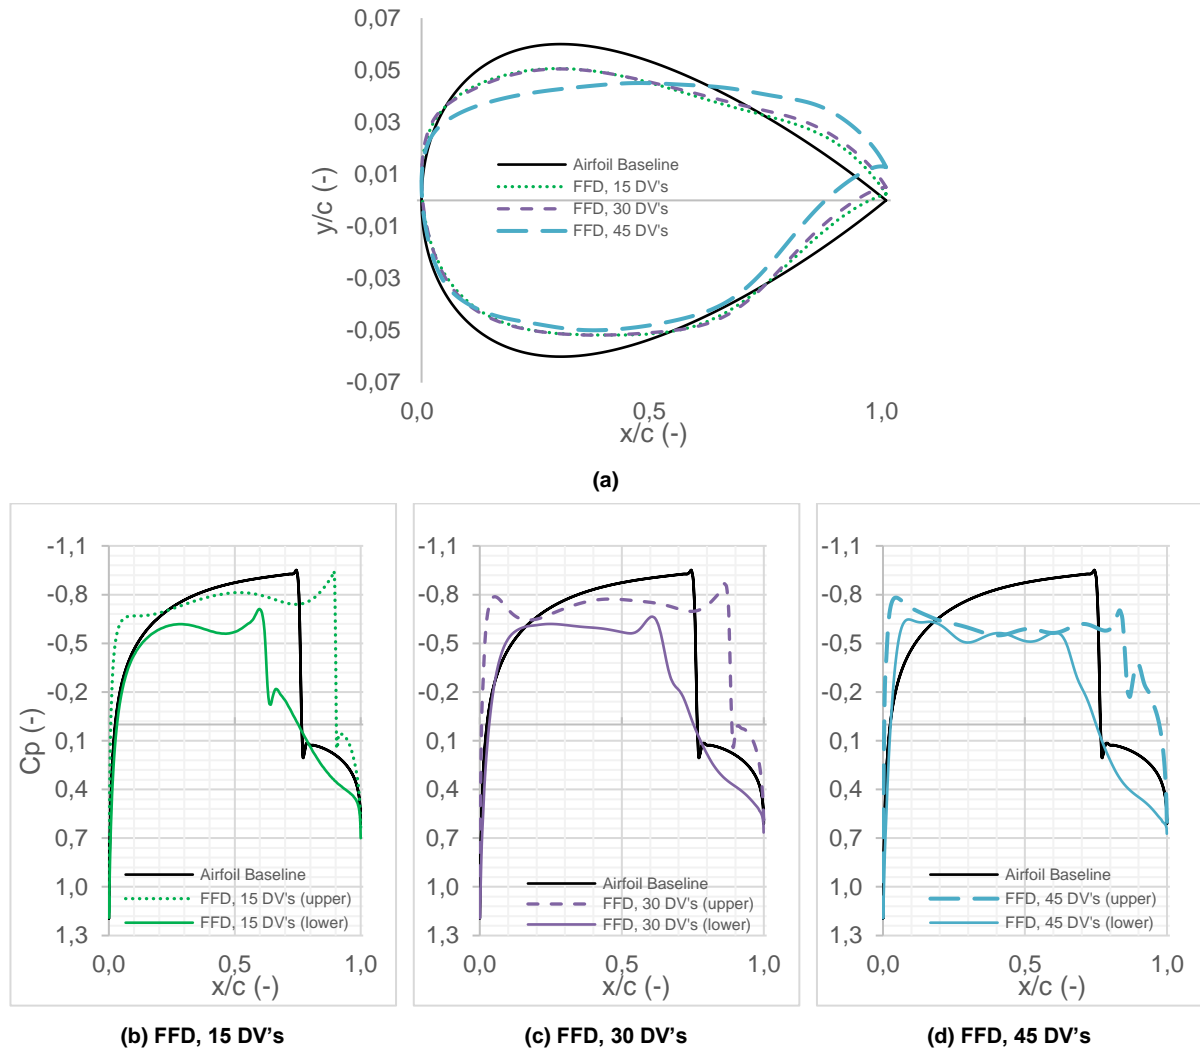 0,07
0,05
0,03
0,01
-0,01
-0,03
-0,05
-0,07
y/c (-)
Airfoil Baseline
FFD, 15 DV's
FFD, 30 DV's
FFD, 45 DV's
0,0 0,5 1,0
x/c (-)
(a)
-1,1
-0,8
-0,5
-0,2
0,1
0,4
0,7
1,0
1,3
Cp (-)
Airfoil Baseline
FFD, 15 DV's (upper)
FFD, 15 DV's (lower)
0,0 0,5 1,0
x/c (-)
(b) FFD, 15 DV’s
-1,1
-0,8
-0,5
-0,2
0,1
0,4
0,7
1,0
1,3
Airfoil Baseline
FFD, 30 DV's (upper)
FFD, 30 DV's (lower)
0,0 0,5 1,0
x/c (-)
(c) FFD, 30 DV’s
-1,1
-0,8
-0,5
-0,2
0,1
0,4
0,7
1,0
1,3
Airfoil Baseline
FFD, 45 DV's (upper)
FFD, 45 DV's (lower)
0,0 0,5 1,0
x/c (-)
(d) FFD, 45 DV’s